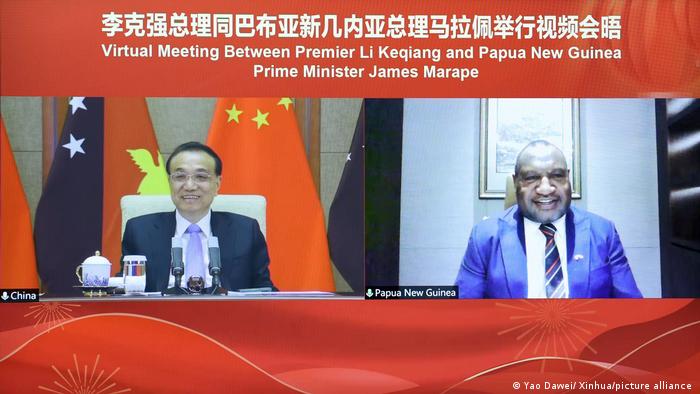 李克强总理同巴布亚新几内亚总理马拉佩举行视频会晤
Virtual Meeting Between Premier Li Keqiang and Papua New Guinea
Prime Minister James Marape
China
Papua New Guinea
© Yao Dawei/ Xinhua/picture alliance